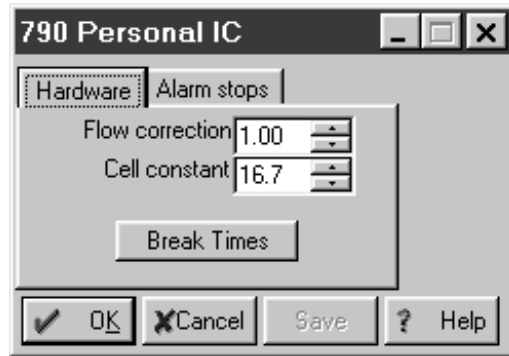 790 Personal IC
Hardware Alarm stops
Flow correction 1.00
Cell constant 16.7
Break Times
OK Cancel Save ? Help